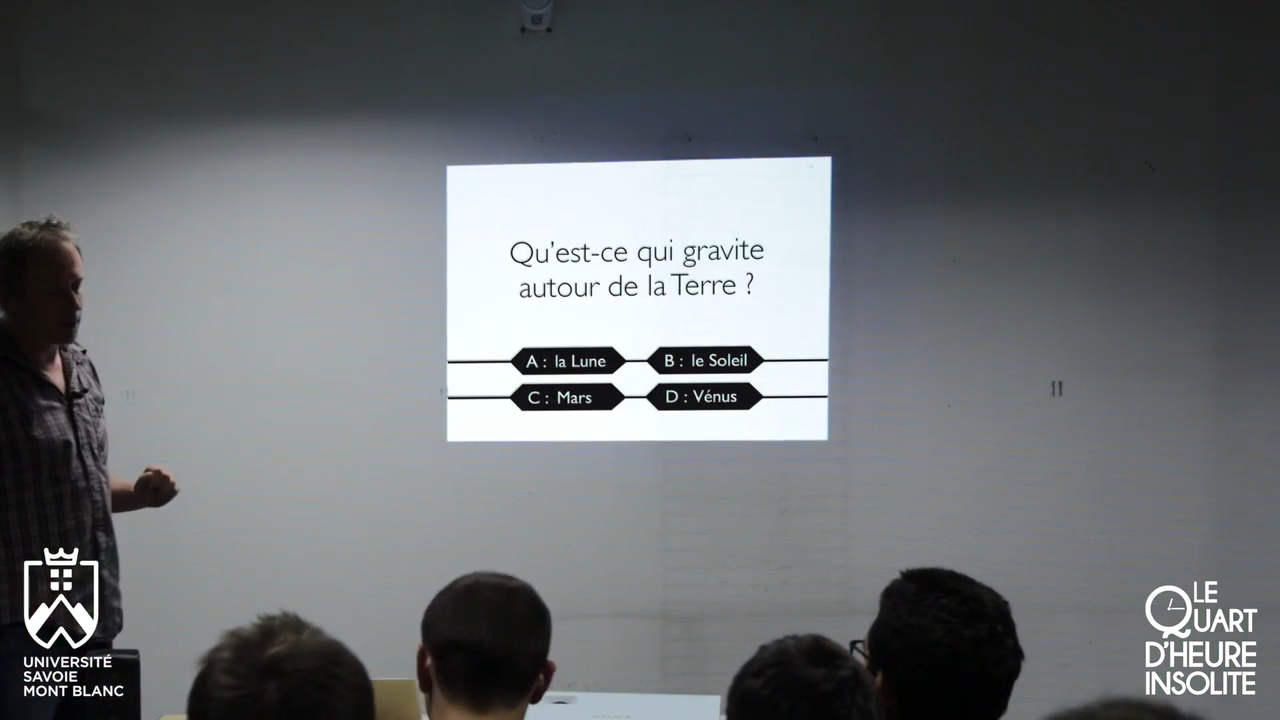 Qu'est-ce qui gravite
autour de la Terre ?
A : la Lune
B : le Soleil
C : Mars
D : Vénus
UNIVERSITÉ
SAVOIE
MONT BLANC
LE
QUART
D'HEURE
INSOLITE